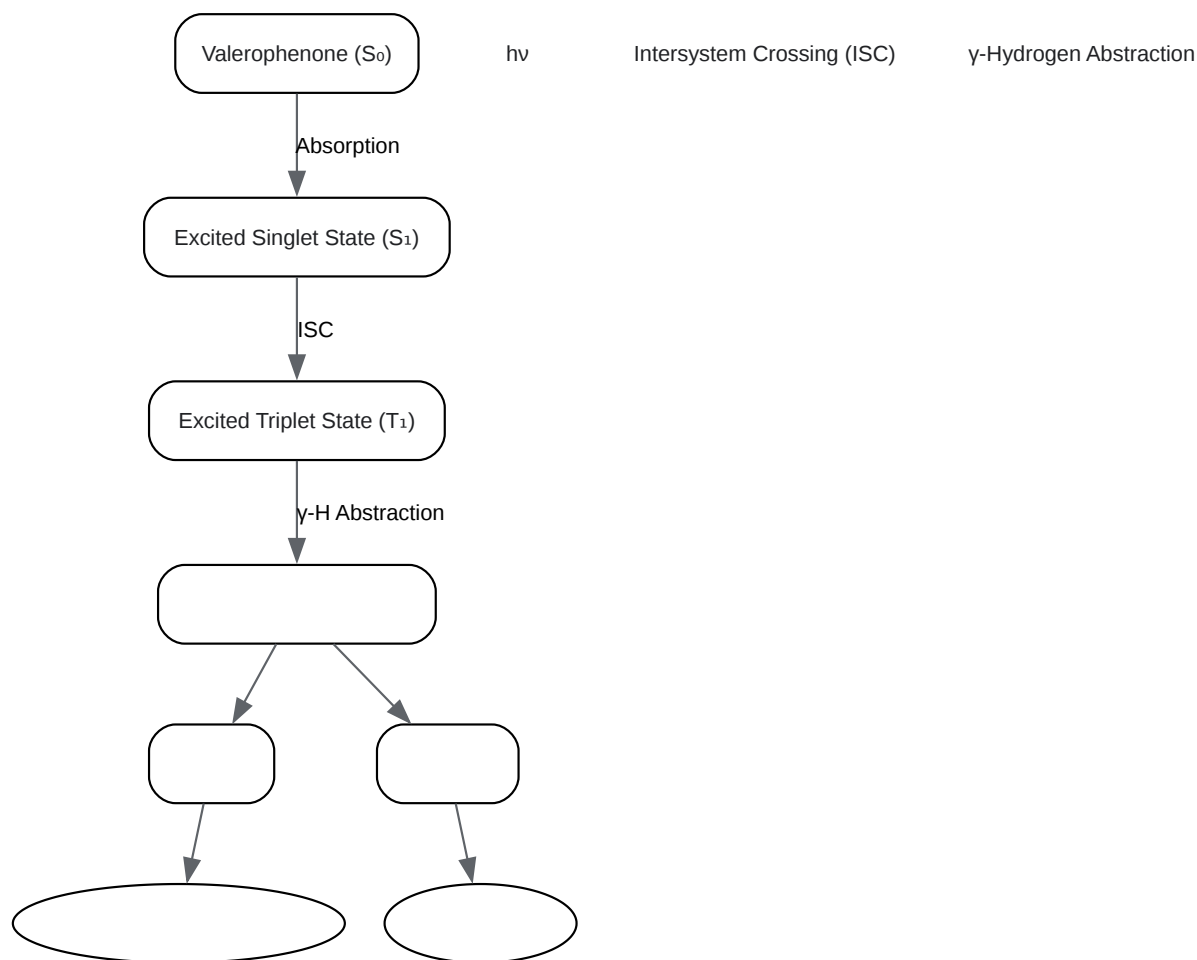 Valerophenone (S₀)
hν
Intersystem Crossing (ISC)
γ-Hydrogen Abstraction
Absorption
Excited Singlet State (S₁)
ISC
Excited Triplet State (T₁)
γ-H Abstraction